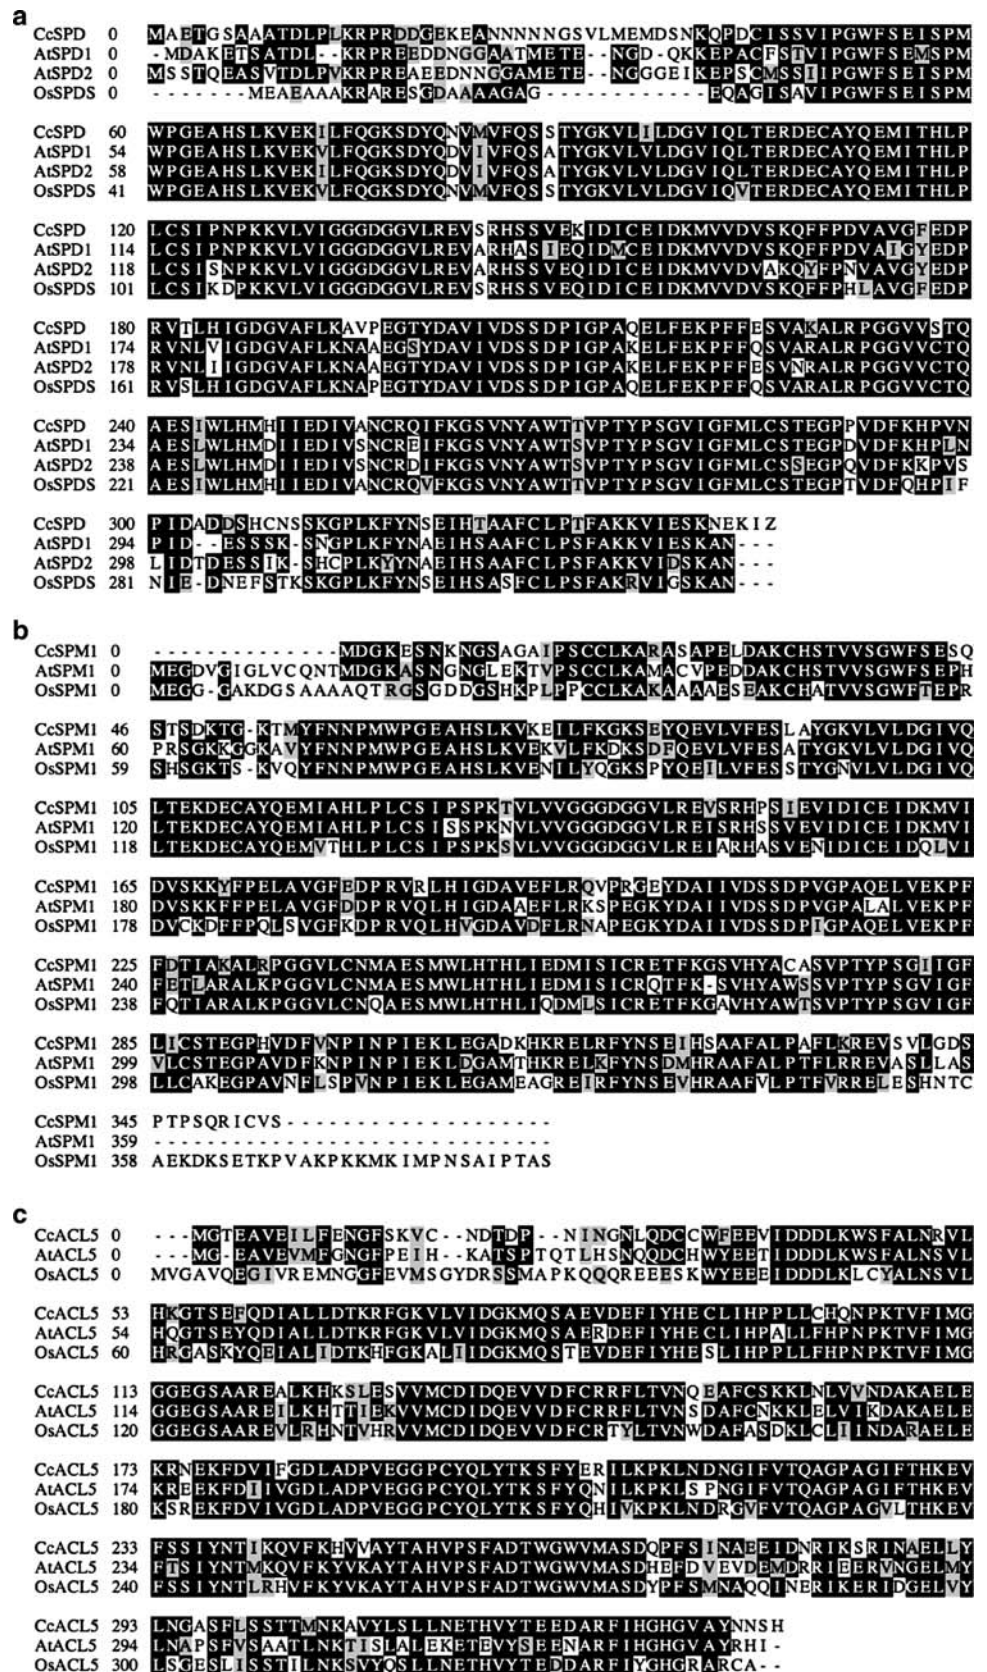 a
CcSPD 0 MAETGSAAAATDLPLKRPRDDGEKEANNNNNNGSVLMEMDSNKQPDCISSVIPGWFSEISPM
AtSPD1 0 -MDAKETSATDL--KRPREEDDNGGAATMETE--NGD-QKKEPACFSTVIPGWFSEMSPM
AtSPD2 0 MSSTQEASVTDLPVKRPREAEEDNNGGAMETE--NGGGEIKEPSCMSSIIPGWFSEISPM
OsSPDS 0 -------MEAEAAAKRARESGDAAAAGAG------------EQAGISAVIPGWFSEISPM
CcSPD 60 WPGEAHSLKVEKILFQGKSDYQNVMVFQSSTYGKVLILDGVIQLTERDECAYQEMITHLP
AtSPD1 54 WPGEAHSLKVEKVLFQGKSDYQDVIVFQSATYGKVLVLDGVIQLTERDECAYQEMITHLP
AtSPD2 58 WPGEAHSLKVEKILFQGKSDYQDVIVFQSATYGKVLVLDGVIQLTERDECAYQEMITHLP
OsSPDS 41 WPGEAHSLKVEKVLFQGKSDYQNVMVFQSSTYGKVLVLDGVIQVTERDECAYQEMITHLP
CcSPD 120 LCSIPNPKKVLVIGGGDGGVLREVSRHSSVEKIDICEIDKMVVDVSKQFFPDVAVGFEDP
AtSPD1 114 LCSIPNPKKVLVIGGGDGGVLREVARHASIEQIDMCEIDKMVVDVSKQFFPDVAIGYEDP
AtSPD2 118 LCSISNPKKVLVIGGGDGGVLREVARHSSVEQIDICEIDKMVVDVAKQYFPNVAVGYEDP
OsSPDS 101 LCSIKDPKKVLVIGGGDGGVLREVSRHSSVEQIDICEIDKMVVDVSKQFFPHLAVGFEDP
CcSPD 180 RVTLHIGDGVAFLKAVPEGTYDAVIVDSSDPIGPAQELFEKPFFESVAKALRPGGVVSTQ
AtSPD1 174 RVNLVIGDGVAFLKNAAEGSYDAVIVDSSDPIGPAKELFEKPFFQSVARALRPGGVVCTQ
AtSPD2 178 RVNLIIGDGVAFLKNAAEGTYDAVIVDSSDPIGPAKELFEKPFFESVNRALRPGGVVCTQ
OsSPDS 161 RVSLHIGDGVAFLKNAPEGTYDAVIVDSSDPIGPAQELFEKPFFQSVARALRPGGVVCTQ
CcSPD 240 AESIWLHMHIIEDIVANCRQIFKGSVNYAWTTVPTYPSGVIGFMLCSTEGPPVDFKHPVN
AtSPD1 234 AESLWLHMDIIEDIVSNCREIFKGSVNYAWTSVPTYPSGVIGFMLCSTEGPDVDFKHPLN
AtSPD2 238 AESLWLHMDIIEDIVSNCRDIFKGSVNYAWTSVPTYPSGVIGFMLCSSEGPQVDFKKPVS
OsSPDS 221 AESIWLHMHIIEDIVANCRQVFKGSVNYAWTTVPTYPSGVIGFMLCSTEGPTVDFQHPIF
CcSPD 300 PIDADDSHCNSSKGPLKFYNSEIHTAAFCLPTFAKKVIESKNEKIZ
AtSPD1 294 PID--ESSSK-SNGPLKFYNAEIHSAAFCLPSFAKKVIESKAN---
AtSPD2 298 LIDTDESSIK-SHCPLKYYNAEIHSAAFCLPSFAKKVIDSKAN---
OsSPDS 281 NIE-DNEFSTKSKGPLKFYNSEIHSASFCLPSFAKRVIGSKAN---
b
CcSPM1 0 --------------MDGKESNKNGSAGAIPSCCLKARASAPELDAKCHSTVVSGWFSESQ
AtSPM1 0 MEGDVGIGLVCQNTMDGKASNGNGLEKTVPSCCLKAMACVPEDDAKCHSTVVSGWFSEPH
OsSPM1 0 MEGG-GAKDGSAAAAQTRGSGDDGSHKPLPPCCLKAKAAAAESEAKCHATVVSGWFTEPR
CcSPM1 46 STSDKTG-KTMYFNNPMWPGEAHSLKVKEILFKGKSEYQEVLVFESLAYGKVLVLDGIVQ
AtSPM1 60 PRSGKKGGKAVYFNNPMWPGEAHSLKVEKVLFKDKSDFQEVLVFESATYGKVLVLDGIVQ
OsSPM1 59 SHSGKTS-KVQYFNNPMWPGEAHSLKVENILYQGKSPYQEILVFESSTYGNVLVLDGIVQ
CcSPM1 105 LTEKDECAYQEMIAHLPLCSIPSPKTVLVVGGGDGGVLREVSRHPSIEVIDICEIDKMVI
AtSPM1 120 LTEKDECAYQEMIAHLPLCSISSPKNVLVVGGGDGGVLREISRHSSVEVIDICEIDKMVI
OsSPM1 118 LTEKDECAYQEMVTHLPLCSIPSPKSVLVVGGGDGGVLREIARHASVENIDICEIDQLVI
CcSPM1 165 DVSKKYFPELAVGFEDPRVRLHIGDAVEFLRQVPRGEYDAIIVDSSDPVGPAQELVEKPF
AtSPM1 180 DVSKKFFPELAVGFDDPRVQLHIGDAAEFLRKSPEGKYDAIIVDSSDPVGPALALVEKPF
OsSPM1 178 DVCKDFFPQLSVGFKDPRVQLHVGDAVDFLRNAPEGKYDAIIVDSSDPIGPAQELVEKPF
CcSPM1 225 FDTIAKALRPGGVLCNMAESMWLHTHLIEDMISICRETFKGSVHYACASVPTYPSGIIGF
AtSPM1 240 FETLARALKPGGVLCNMAESMWLHTHLIEDMISICRQTFK-SVHYAWSSVPTYPSGVIGF
OsSPM1 238 FQTIARALRPGGVLCNQAESMWLHTHLIQDMLSICRETFKGAVHYAWTSVPTYPSGVIGF
CcSPM1 285 LICSTEGPHVDFVNPINPIEKLEGADKHKRELRFYNSEIHSAAFALPAFLKREVSVLGDS
AtSPM1 299 VLCSTEGPAVDFKNPINPIEKLDGAMTHKRELKFYNSDMHRAAFALPTFLRREVASLLAS
OsSPM1 298 LLCAKEGPAVNFLSPVNPIEKLEGAMEAGREIRFYNSEVHRAAFVLPTFVRRELESHNTC
CcSPM1 345 PTPSQRICVS-------------------
AtSPM1 359 -----------------------------
OsSPM1 358 AEKDKSETKPVAKPKKMKIMPNSAIPTAS
c
CcACL5 0 ---MGTEAVEILFENGFSKVC--NDTDP--NINGNLQDCCWFEEVIDDDLKWSFALNRVL
AtACL5 0 ---MG-EAVEVMFGNGFPEIH--KATSPTQTLHSNQQDCHWYEETIDDDLKWSFALNSVL
OsACL5 0 MVGAVQEGIVREMNGGFEVMSGYDRSSMAPKQQQREEESKWYEEEIDDDLKLCYALNSVL
CcACL5 53 HKGTSEFQDIALLDTKRFGKVLVIDGKMQSAEVDEFIYHECLIHPPLLCHQNPKTVFIMG
AtACL5 54 HQGTSEYQDIALLDTKRFGKVLVIDGKMQSAERDEFIYHECLIHPALLFHPNPKTVFIMG
OsACL5 60 HRGASKYQEIALIDTKHFGKALIIDGKMQSTEVDEFIYHESLIHPPLLFHPNPKTVFIMG
CcACL5 113 GGEGSAAREALKHKSLESVVMCDIDQEVVDFCRRFLTVNQEAFCSKKLNLVVNDAKAELE
AtACL5 114 GGEGSAAREILKHTTIEKVVMCDIDQEVVDFCRRFLTVNSDAFCNKKLELVIKDAKAELE
OsACL5 120 GGEGSAAREVLRHNTVHRVVMCDIDQEVVDFCRTYLTVNWDAFASDKLCLIINDARAELE
CcACL5 173 KRNEKFDVIFGDLADPVEGGPCYQLYTKSFYERILKPKLNDNGIFVTQAGPAGIFTHKEV
AtACL5 174 KREEKFDIIVGDLADPVEGGPCYQLYTKSFYQNILKPKLSPNGIFVTQAGPAGIFTHKEV
OsACL5 180 KSREKFDVIVGDLADPVEGGPCYQLYTKSFYQHIVKPKLNDRGVFVTQAGPAGVLTHKEV
CcACL5 233 FSSIYNTIKQVFKHVVAYTAHVPSFADTWGWVMASDQPFSINAEEIDNRIKSRINAELLY
AtACL5 234 FTSIYNTMKQVFKYVKAYTAHVPSFADTWGWVMASDHEFDVEVDEMDRRIEERVNGELMY
OsACL5 240 FSSIYNTLRHVFKYVKAYTAHVPSFADTWGWVMASDYPFSMNAQQINERIKERIDGELVY
CcACL5 293 LNGASFLSSTTMNKAVYLSLLNETHVYTEEDARFIHGHGVAYNNSH
AtACL5 294 LNAPSFVSAATLNKTISLALEKETEVYSEENARFIHGHGVAYRHI-
OsACL5 300 LSGESLISSTILNKSVYQSLLNETHVYTEDDARFIYGHGRARCA--